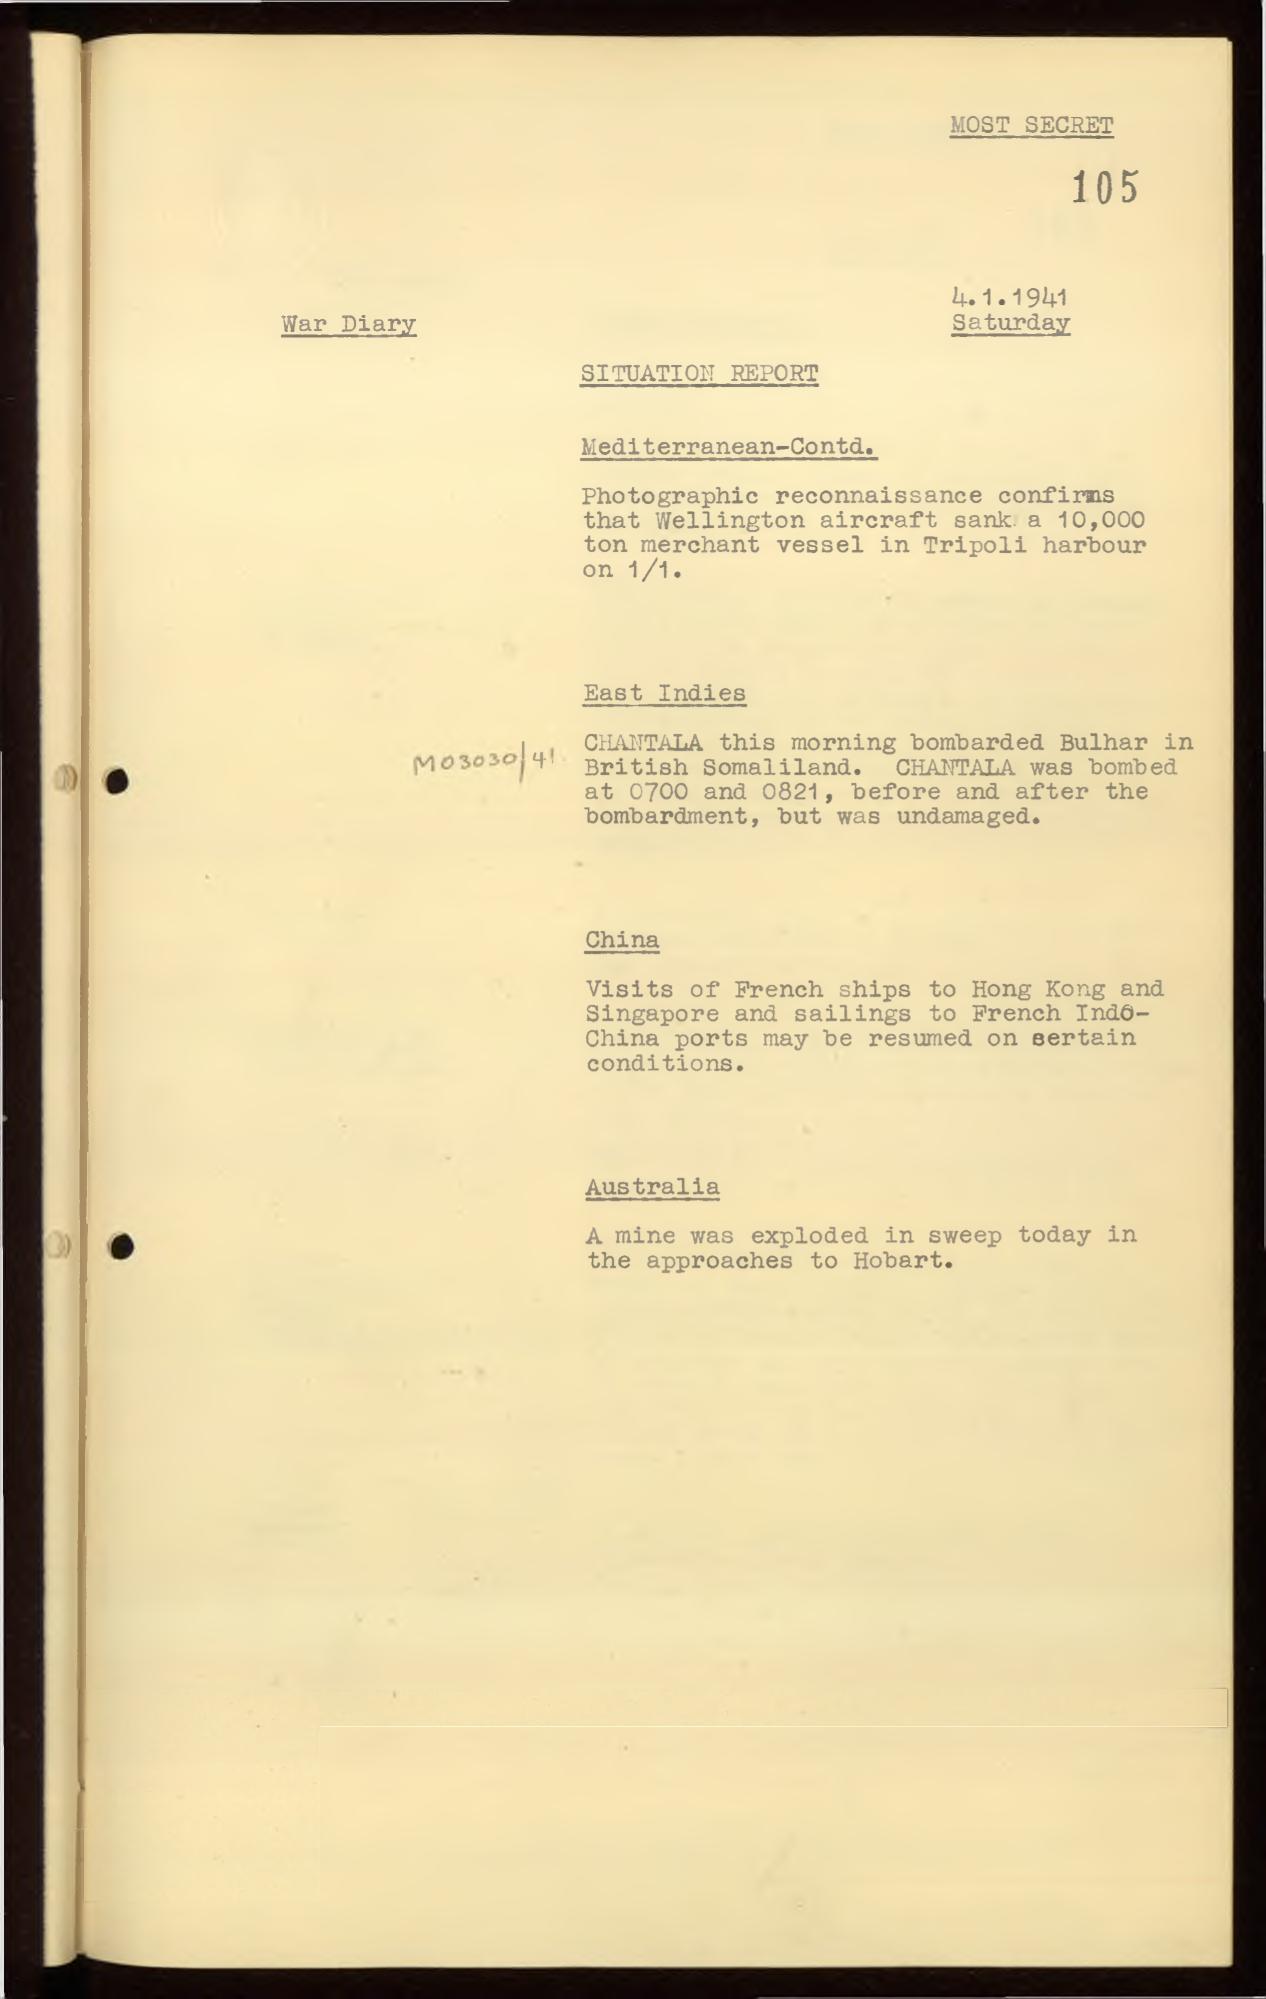 MOST SECRET
105
4.1.1941
War Diary
Saturday
SITUATION REPORT
Mediterranean-Contd.
Photographic reconnaissance confirms
that Wellington aircraft sank a 10,000
ton merchant vessel in Tripoli harbour
on 1/1.
East Indies
M03030/41
CHANTALA this morning bombarded Bulhar in
British Somaliland. CHANTALA was bombed
at 0700 and 0821, before and after the
bombardment, but was undamaged.
China
Visits of French ships to Hong Kong and
Singapore and sailings to French Indo-
China ports may be resumed on sertain
conditions.
Australia
A mine was exploded in sweep today in
the approaches to Hobart.